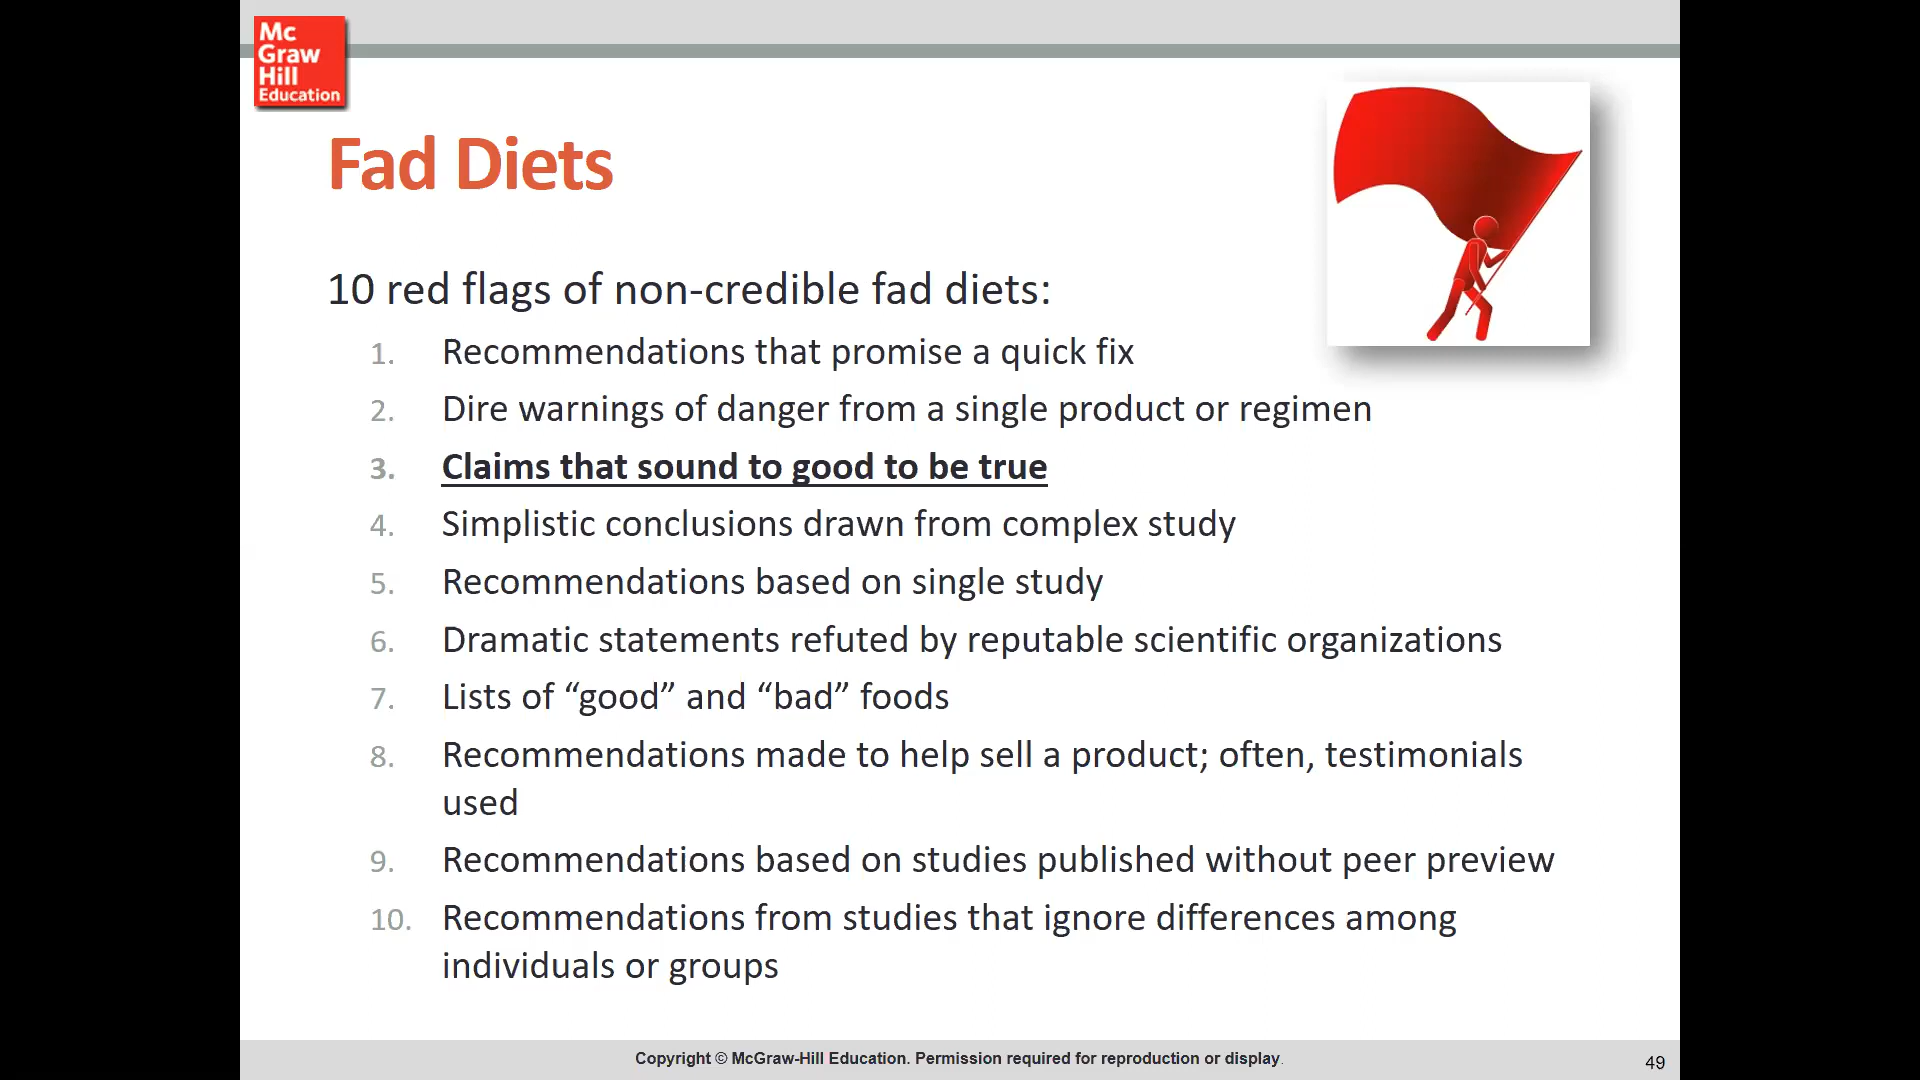 Mc
Graw
Hill
Education
Fad Diets
10 red flags of non-credible fad diets:
1. Recommendations that promise a quick fix
2. Dire warnings of danger from a single product or regimen
3. Claims that sound to good to be true
4. Simplistic conclusions drawn from complex study
5. Recommendations based on single study
6. Dramatic statements refuted by reputable scientific organizations
7. Lists of “good” and “bad” foods
8. Recommendations made to help sell a product; often, testimonials
used
9. Recommendations based on studies published without peer preview
10. Recommendations from studies that ignore differences among
individuals or groups
Copyright © McGraw-Hill Education. Permission required for reproduction or display.
49